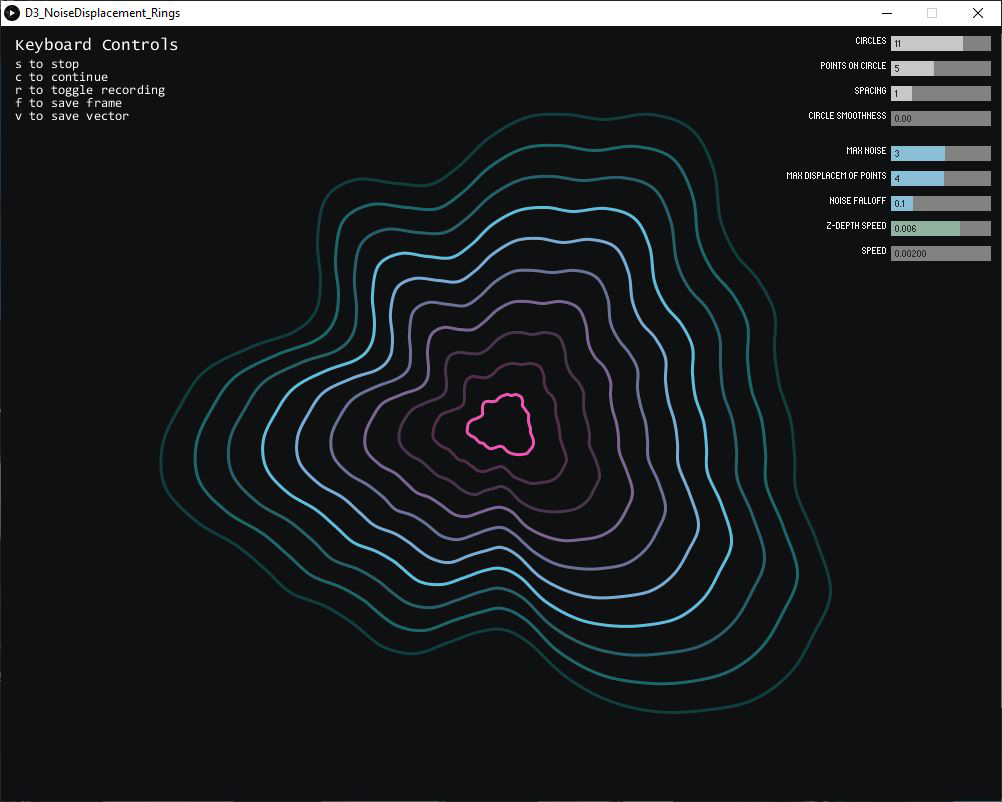 D3_NoiseDisplacement_Rings
Keyboard Controls
s to stop
c to continue
r to toggle recording
f to save frame
v to save vector
CIRCLES 11
POINTS ON CIRCLE 5
SPACING 1
CIRCLE SMOOTHNESS 0.00
MAX NOISE 3
MAX DISPLACEM OF POINTS 4
NOISE FALLOFF 0.1
Z-DEPTH SPEED 0.006
SPEED 0.00200